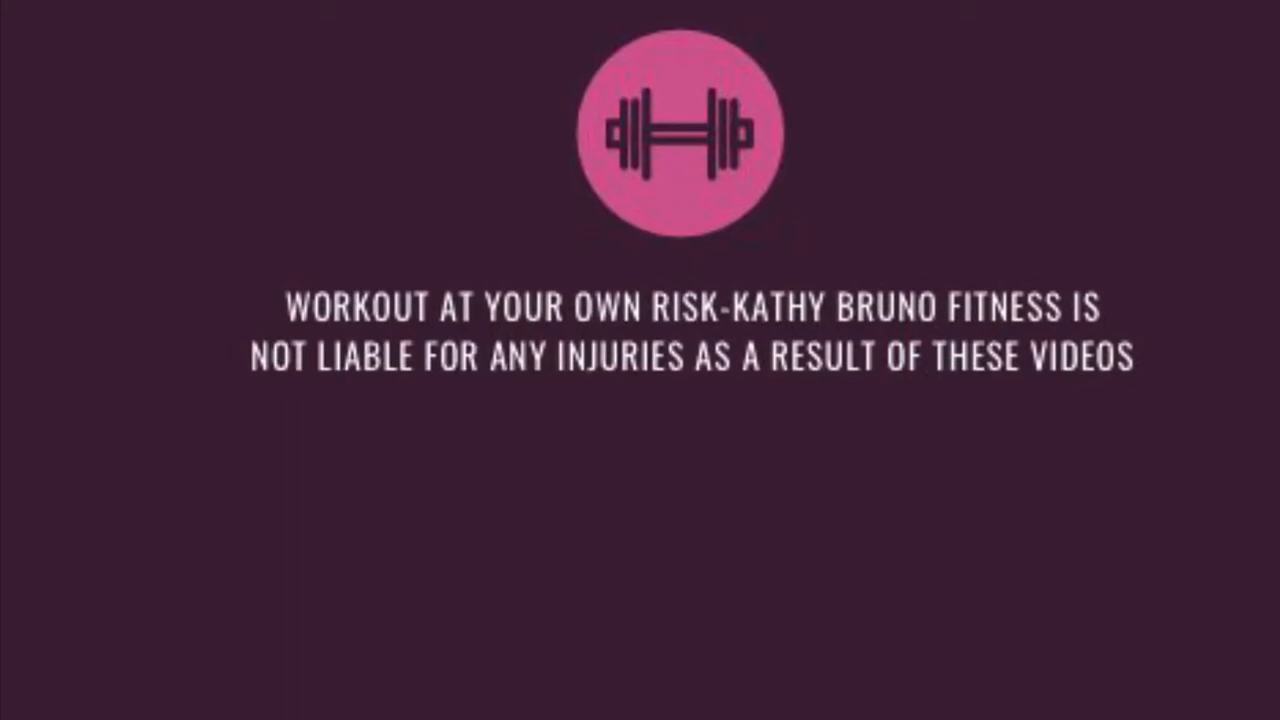 WORKOUT AT YOUR OWN RISK-KATHY BRUNO FITNESS IS
NOT LIABLE FOR ANY INJURIES AS A RESULT OF THESE VIDEOS